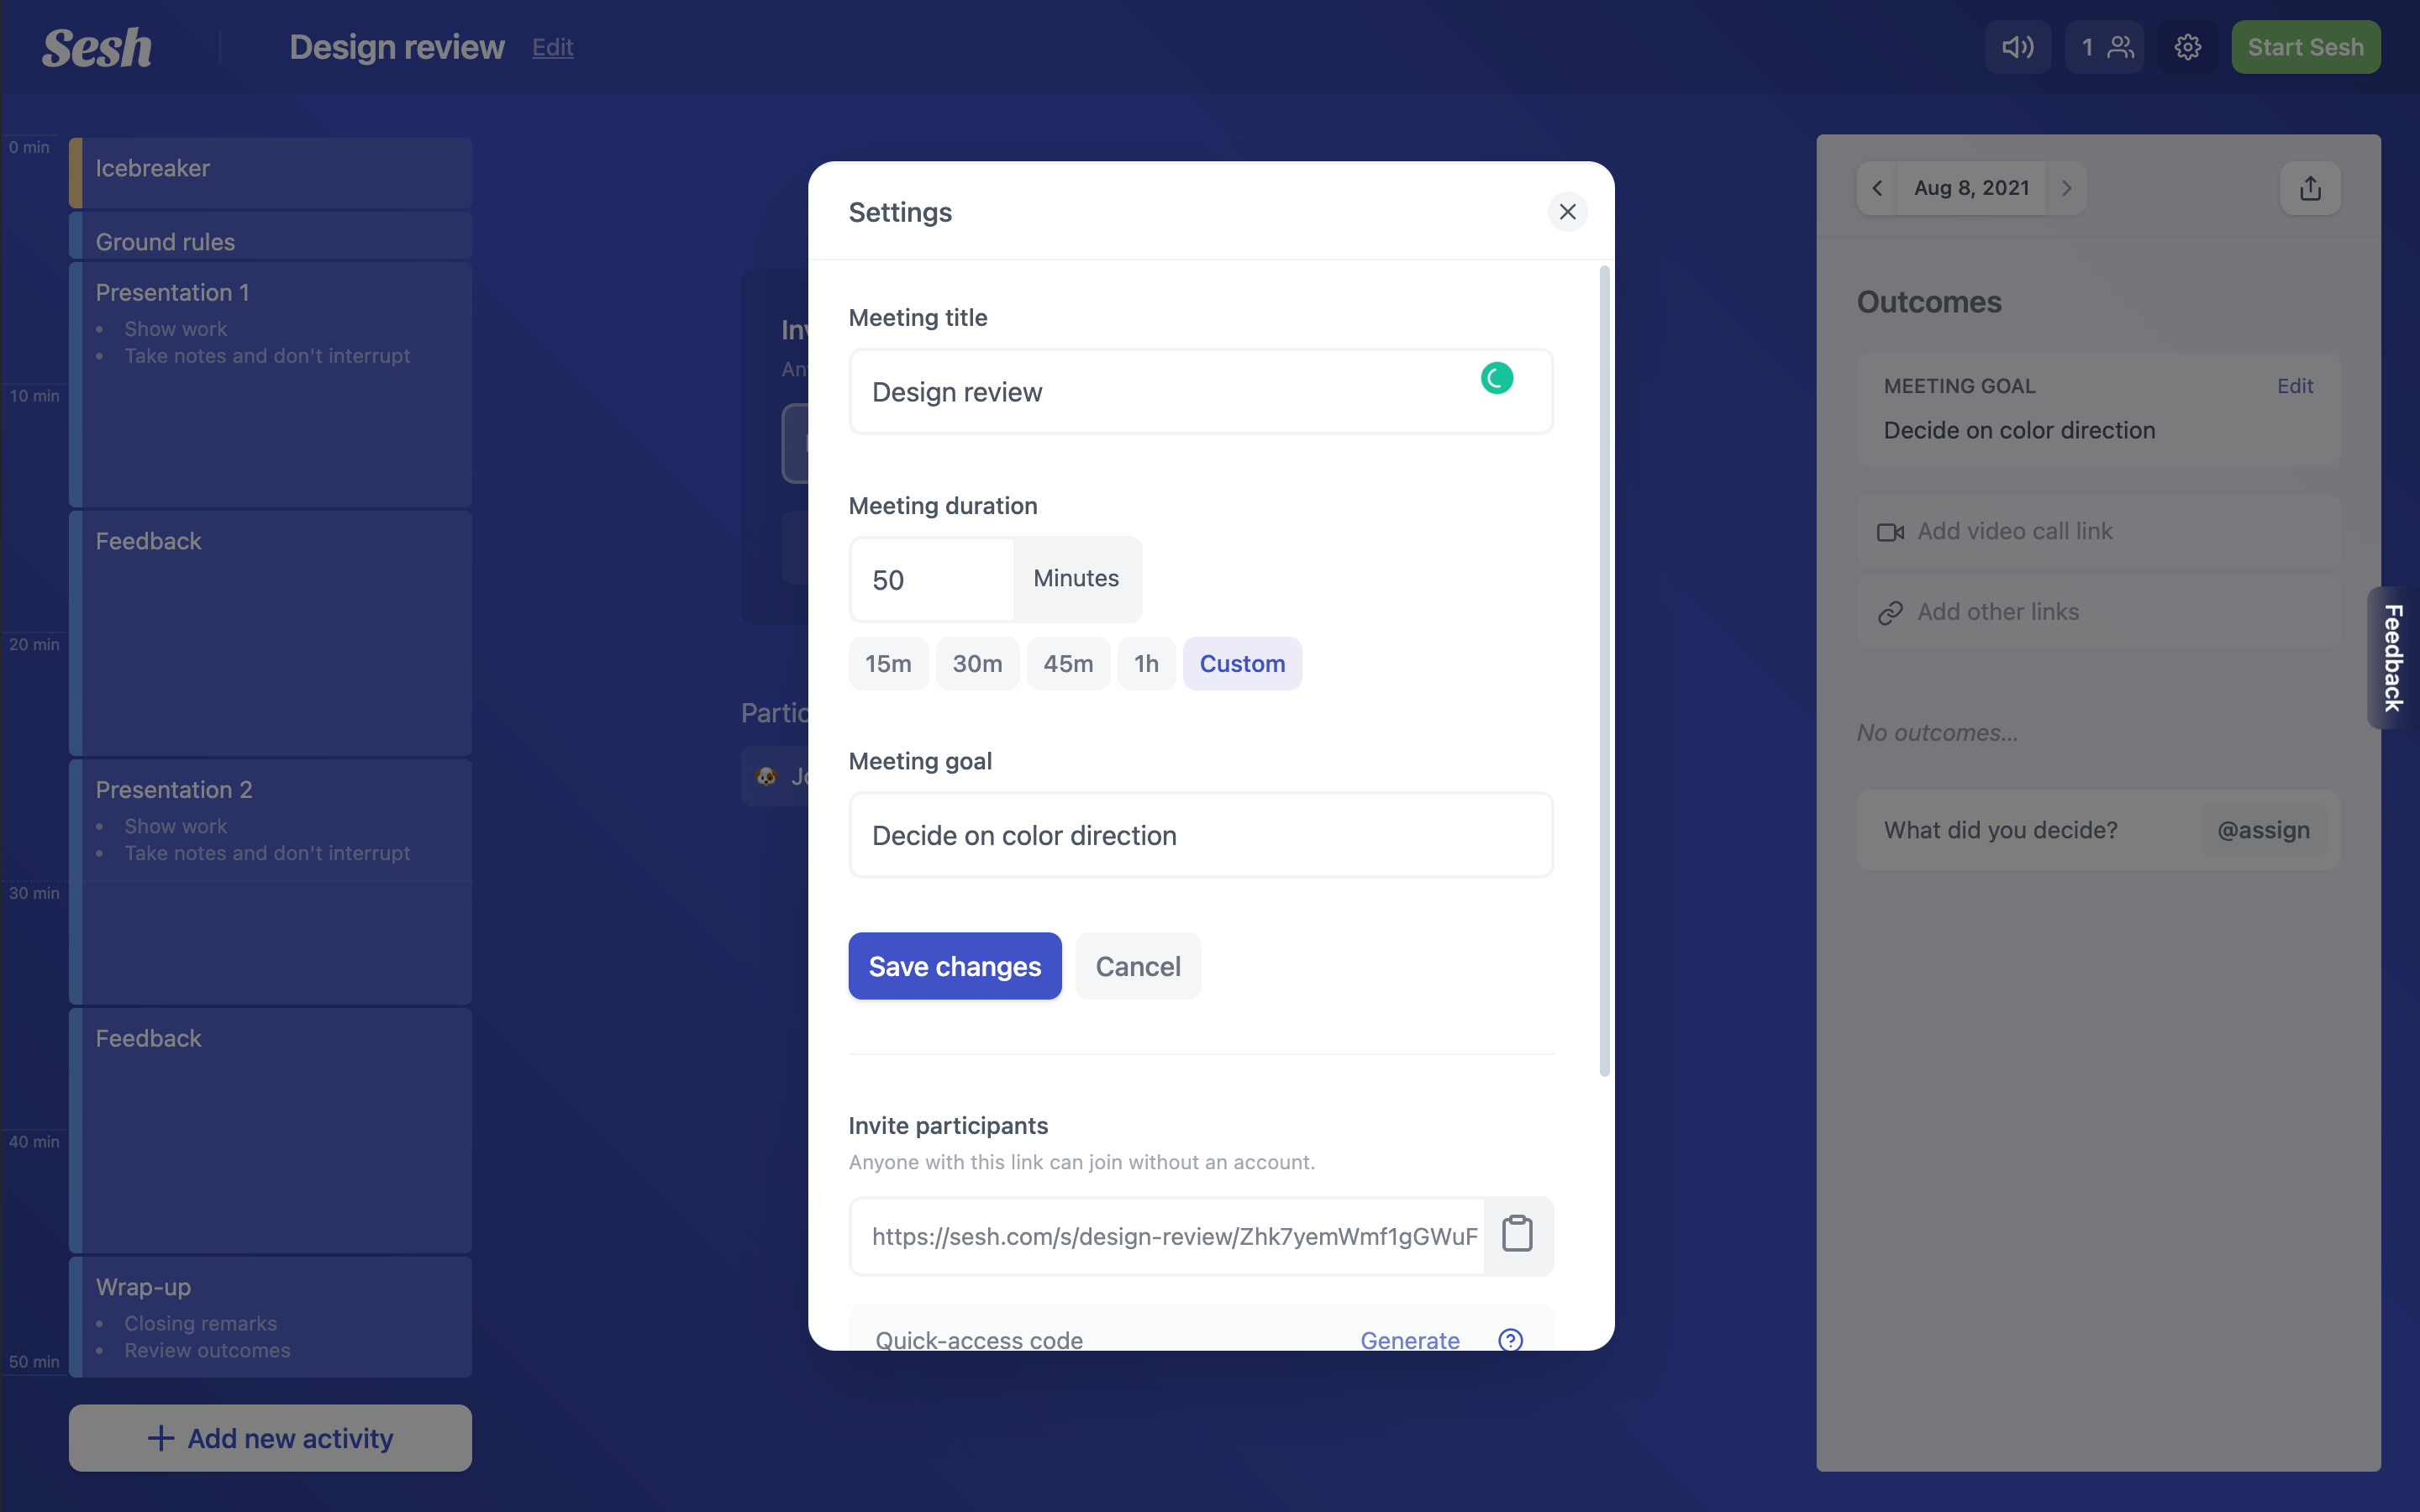 Sesh
Design review
Edit
1
Start Sesh
0 min
10 min
20 min
30 min
40 min
50 min
Icebreaker
Ground rules
Presentation 1
• Show work
• Take notes and don't interrupt
Feedback
Presentation 2
• Show work
• Take notes and don't interrupt
Feedback
Wrap-up
• Closing remarks
• Review outcomes
Add new activity
Settings
Meeting title
Design review
Meeting duration
50 Minutes
15m 30m 45m 1h Custom
Meeting goal
Decide on color direction
Save changes Cancel
Invite participants
Anyone with this link can join without an account.
https://sesh.com/s/design-review/Zhk7yemWmf1gGWuF
Quick-access code Generate
Aug 8, 2021
Outcomes
MEETING GOAL Edit
Decide on color direction
Add video call link
Add other links
No outcomes...
What did you decide? @assign
Feedback